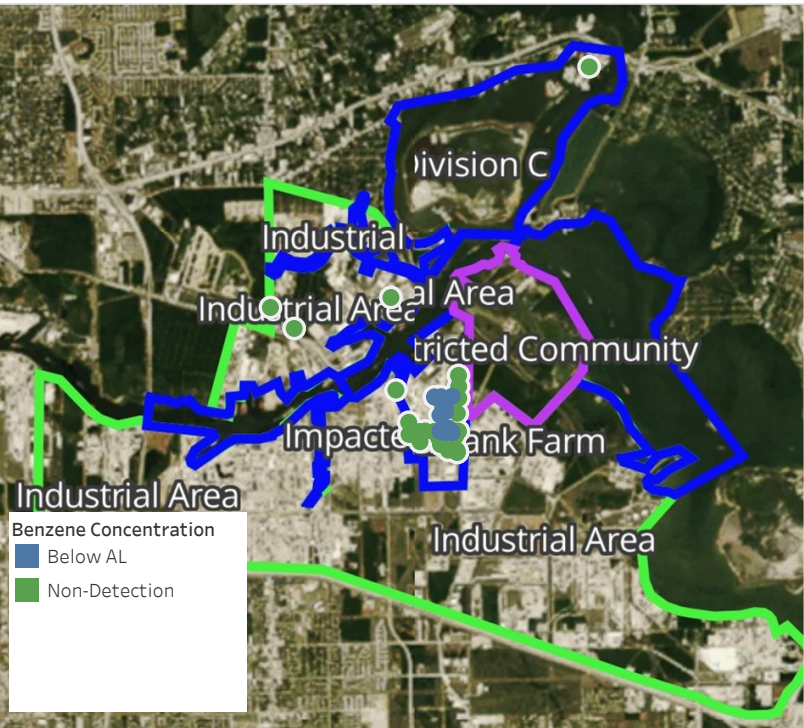 Division C
Industrial
Industrial Area
al Area
tricted Community
Impacte
ank Farm
Industrial Area
Industrial Area
Benzene Concentration
Below AL
Non-Detection